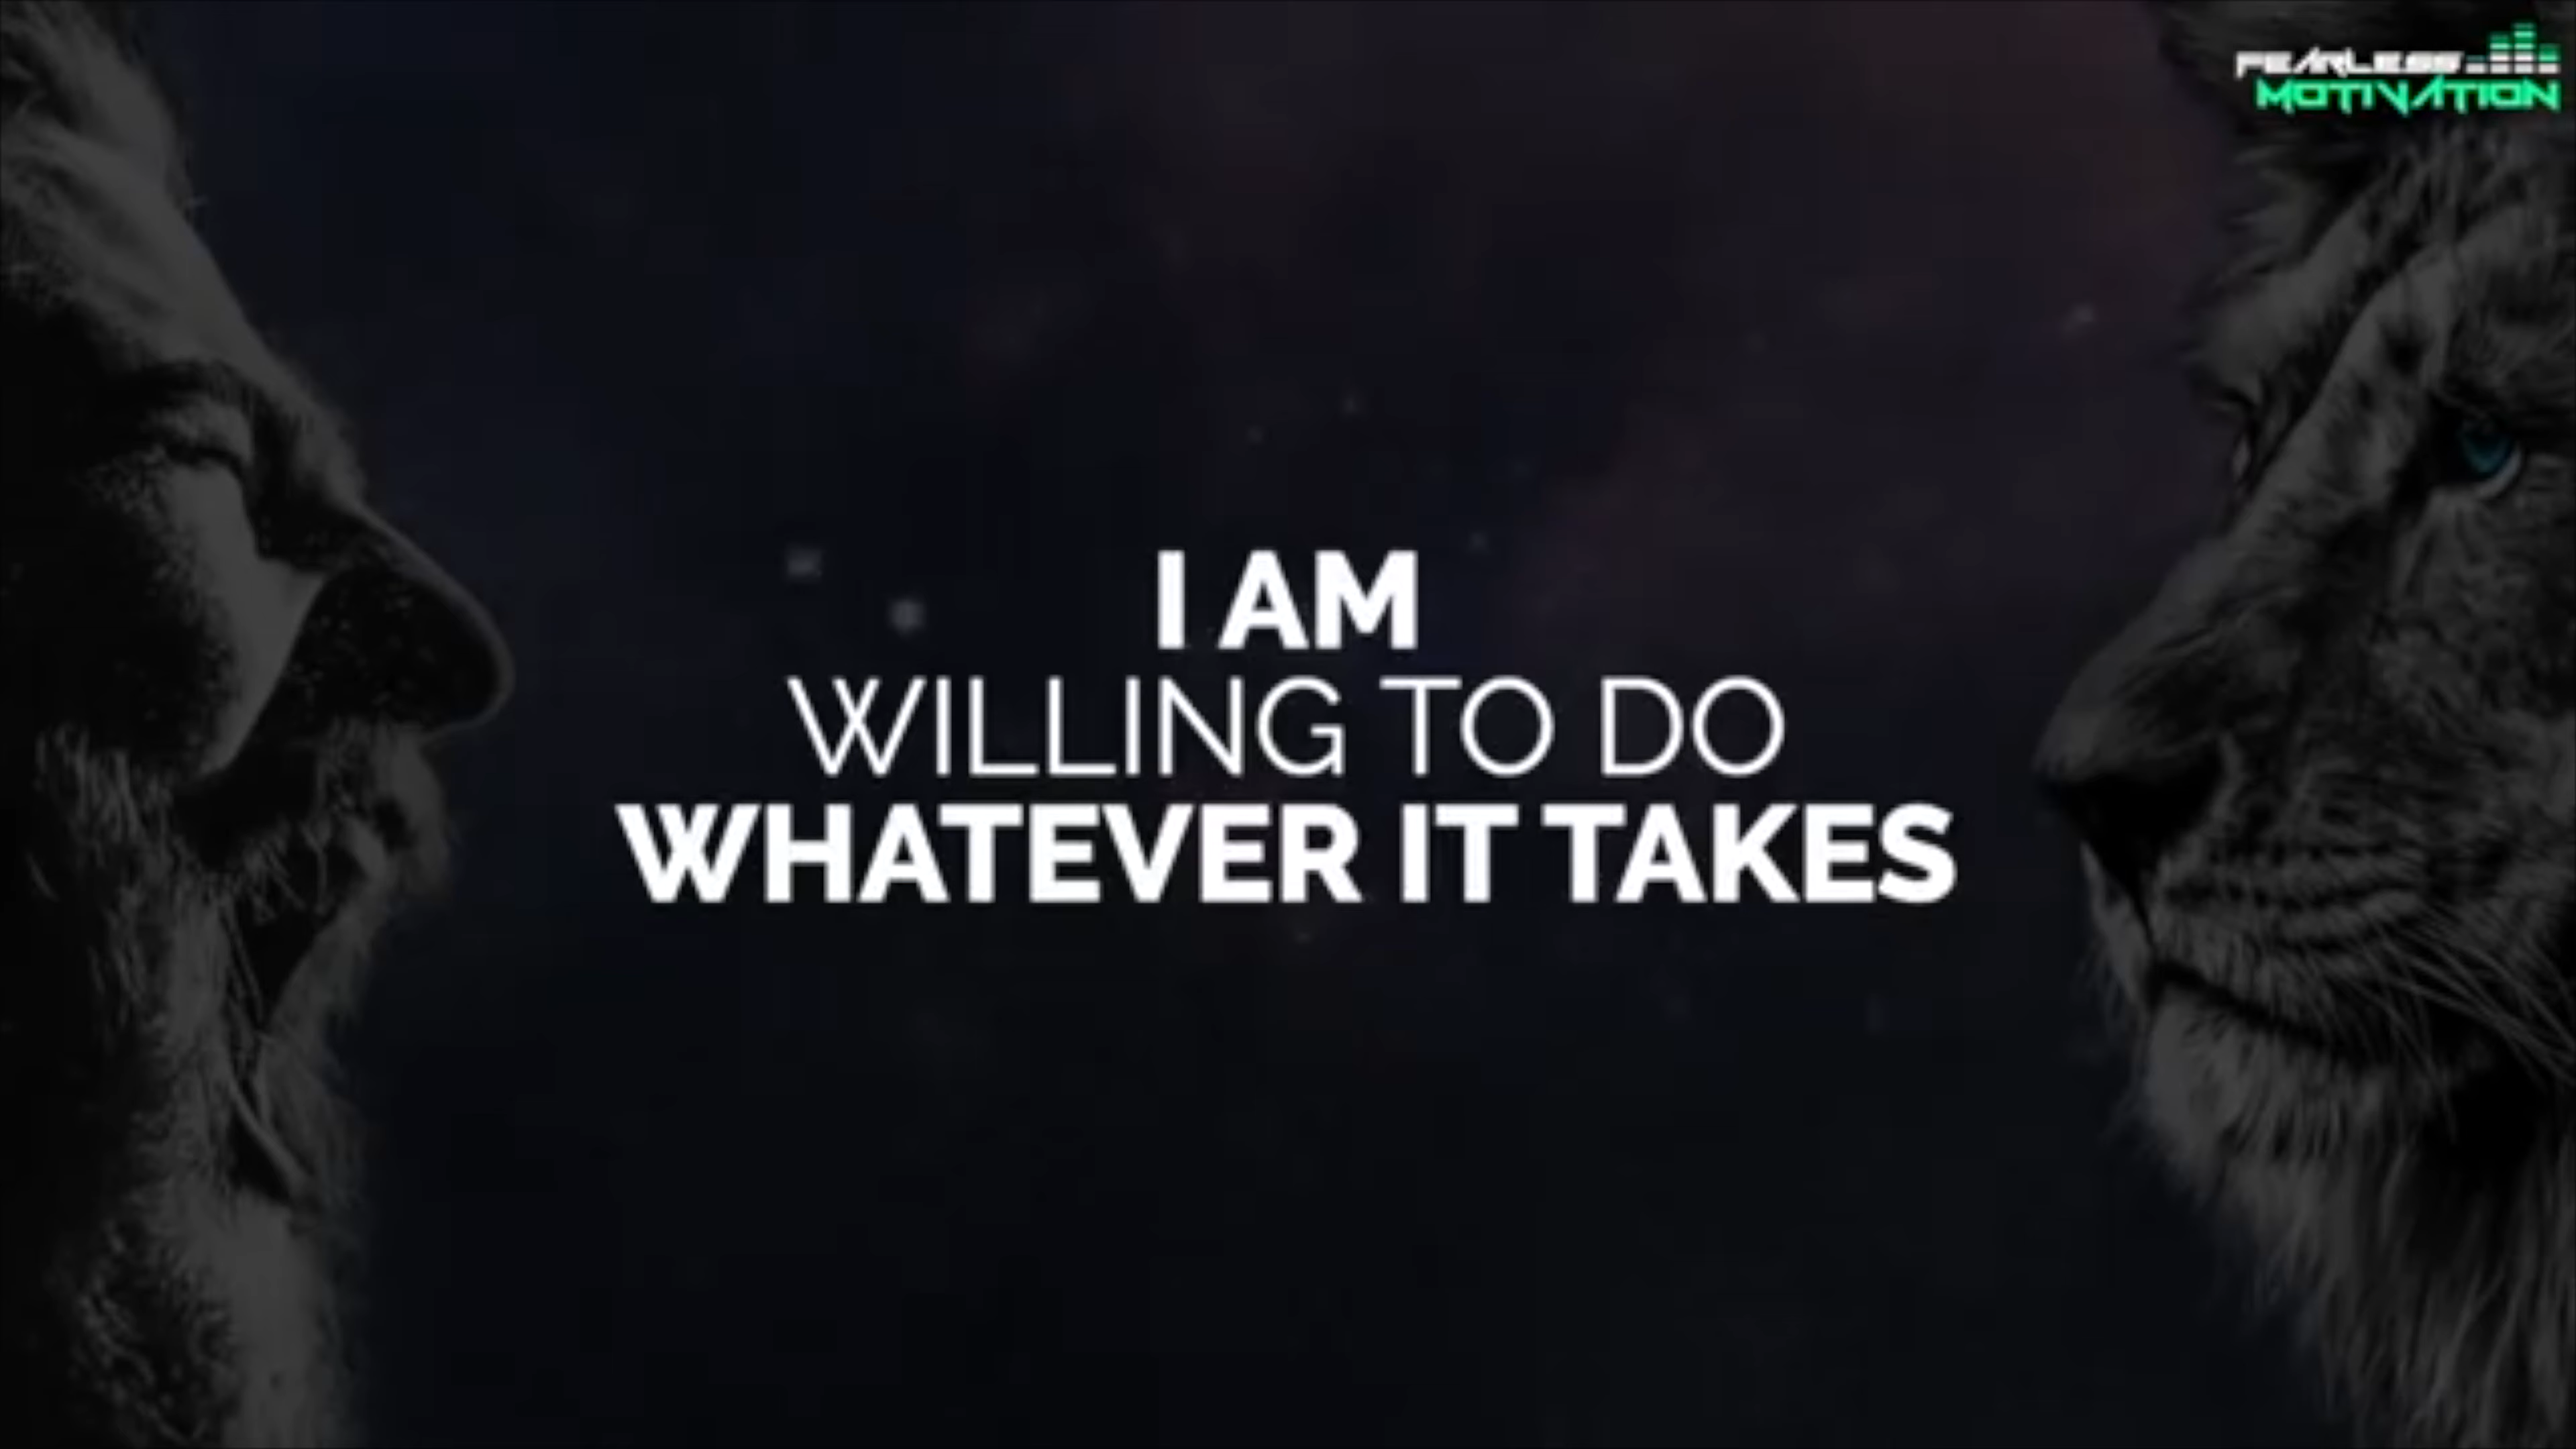 FEARLESS
MOTIVATION
I AM
WILLING TO DO
WHATEVER IT TAKES